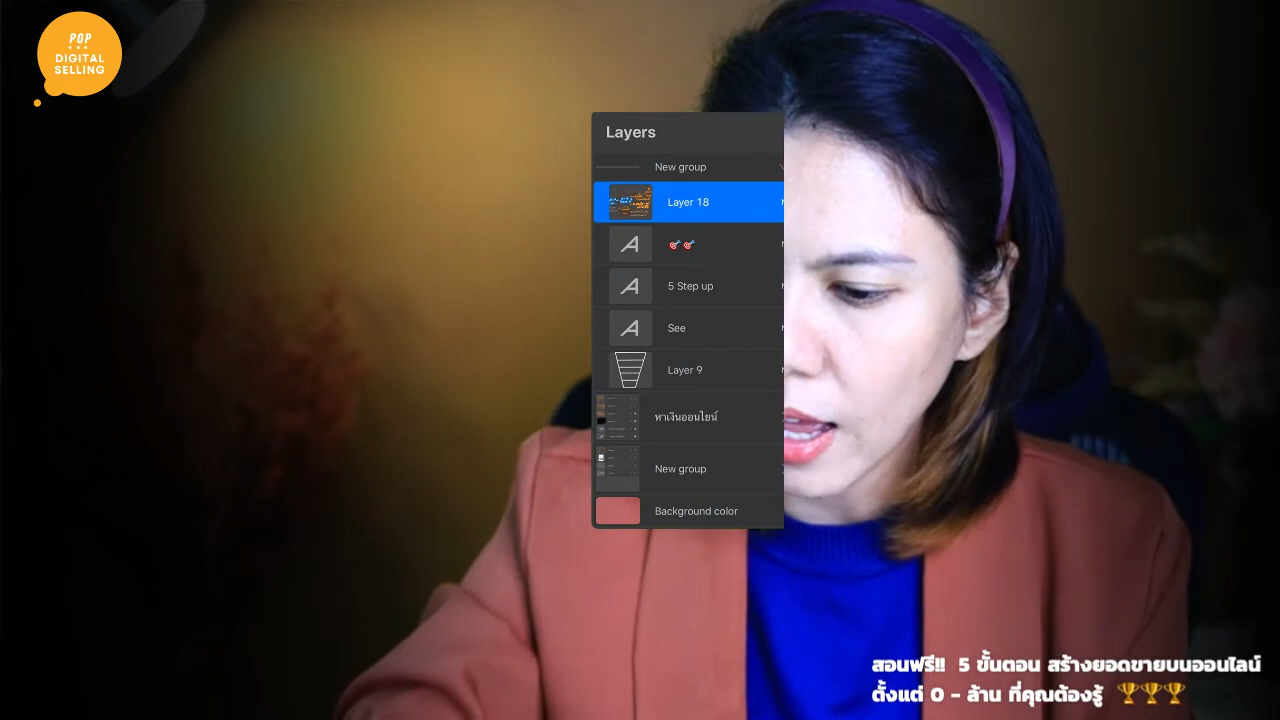 POP
DIGITAL
SELLING
Layers
New group
Layer 18
🎯🎯
5 Step up
See
Layer 9
หาเงินออนไขน์
New group
Background color
สอนฟรี!! 5 ขั้นตอน สร้างยอดขายบนออนไลน์
ตั้งแต่ 0 - ล้าน ที่คุณต้องรู้ 🏆🏆🏆